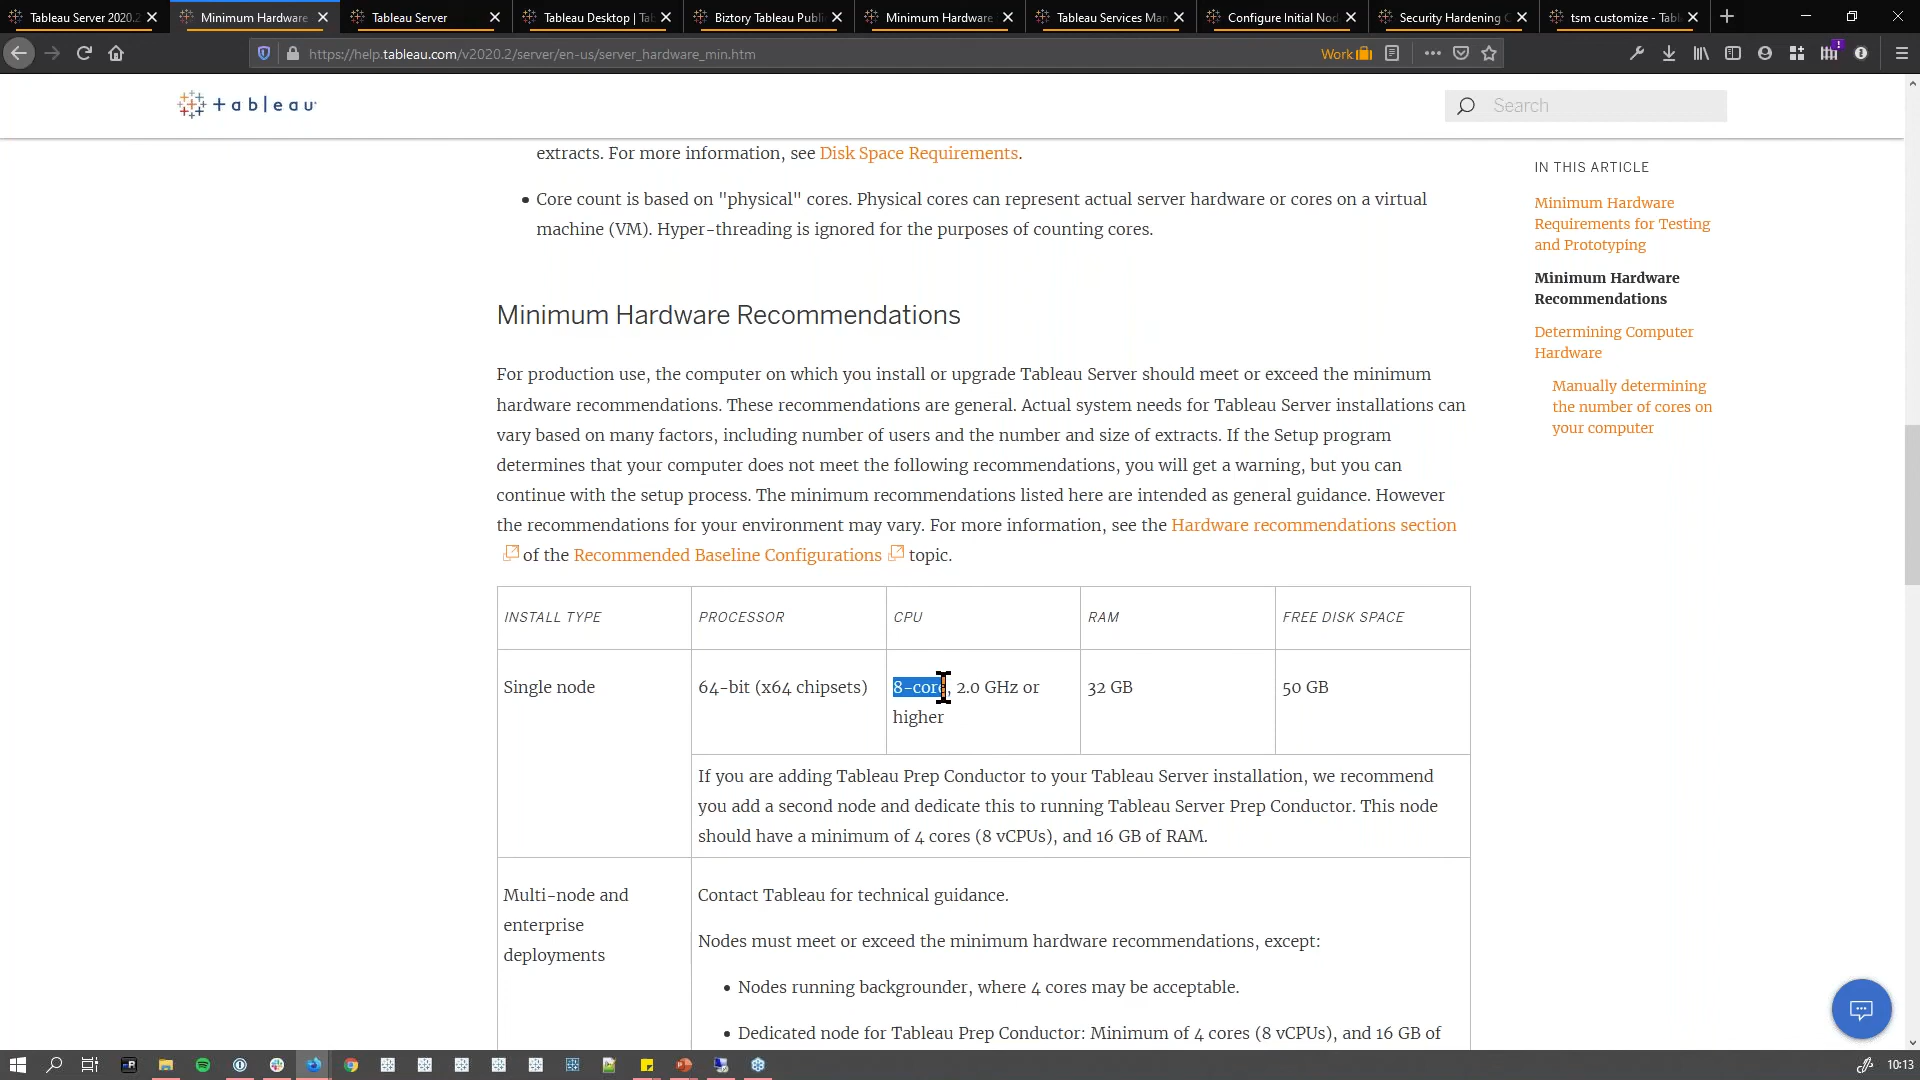 Tableau Server 2020.2
Minimum Hardware
Tableau Server
Tableau Desktop | Tab
Biztory Tableau Publi
Minimum Hardware
Tableau Services Man
Configure Initial Nod
Security Hardening C
tsm customize - Tabl
https://help.tableau.com/v2020.2/server/en-us/server_hardware_min.htm
Work
tableau
Search
extracts. For more information, see Disk Space Requirements.
Core count is based on "physical" cores. Physical cores can represent actual server hardware or cores on a virtual
machine (VM). Hyper-threading is ignored for the purposes of counting cores.
IN THIS ARTICLE
Minimum Hardware
Requirements for Testing
and Prototyping
Minimum Hardware
Recommendations
Determining Computer
Hardware
Manually determining
the number of cores on
your computer
Minimum Hardware Recommendations
For production use, the computer on which you install or upgrade Tableau Server should meet or exceed the minimum
hardware recommendations. These recommendations are general. Actual system needs for Tableau Server installations can
vary based on many factors, including number of users and the number and size of extracts. If the Setup program
determines that your computer does not meet the following recommendations, you will get a warning, but you can
continue with the setup process. The minimum recommendations listed here are intended as general guidance. However
the recommendations for your environment may vary. For more information, see the Hardware recommendations section
of the Recommended Baseline Configurations topic.
INSTALL TYPE PROCESSOR CPU RAM FREE DISK SPACE
Single node 64-bit (x64 chipsets) 8-core, 2.0 GHz or 32 GB 50 GB
higher
If you are adding Tableau Prep Conductor to your Tableau Server installation, we recommend
you add a second node and dedicate this to running Tableau Server Prep Conductor. This node
should have a minimum of 4 cores (8 vCPUs), and 16 GB of RAM.
Multi-node and
enterprise
deployments
Contact Tableau for technical guidance.
Nodes must meet or exceed the minimum hardware recommendations, except:
Nodes running backgrounder, where 4 cores may be acceptable.
Dedicated node for Tableau Prep Conductor: Minimum of 4 cores (8 vCPUs), and 16 GB of
10:13